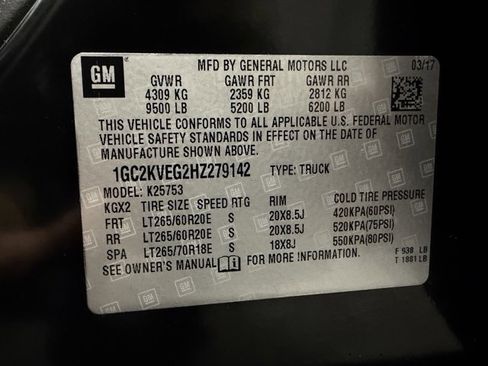 GM
MFD BY GENERAL MOTORS LLC 03/17
GVWR GAWR FRT GAWR RR
4309 KG 2359 KG 2812 KG
9500 LB 5200 LB 6200 LB
THIS VEHICLE CONFORMS TO ALL APPLICABLE U.S. FEDERAL MOTOR
VEHICLE SAFETY STANDARDS IN EFFECT ON THE DATE OF
MANUFACTURE SHOWN ABOVE.
1GC2KVEG2HZ279142 TYPE: TRUCK
MODEL: K25753
KGX2 TIRE SIZE SPEED RTG RIM COLD TIRE PRESSURE
FRT LT265/60R20E S 20X8.5J 420KPA(60PSI)
RR LT265/60R20E S 20X8.5J 520KPA(75PSI)
SPA LT265/70R18E S 18X8J 550KPA(80PSI)
SEE OWNER'S MANUAL FOR MORE INFORMATION. F 938 LB
T 1881 LB